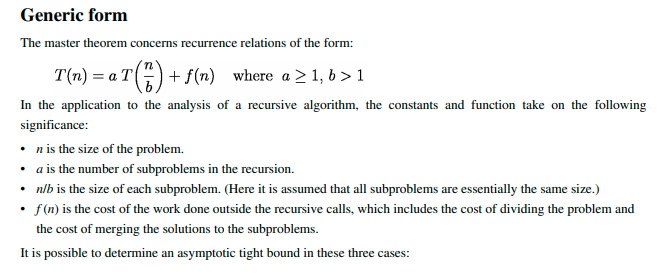 Generic form
The master theorem concerns recurrence relations of the form:
T(n) = a T(n/b) + f(n) where a ≥ 1, b > 1
In the application to the analysis of a recursive algorithm, the constants and function take on the following
significance:
• n is the size of the problem.
• a is the number of subproblems in the recursion.
• n/b is the size of each subproblem. (Here it is assumed that all subproblems are essentially the same size.)
• f (n) is the cost of the work done outside the recursive calls, which includes the cost of dividing the problem and
the cost of merging the solutions to the subproblems.
It is possible to determine an asymptotic tight bound in these three cases: